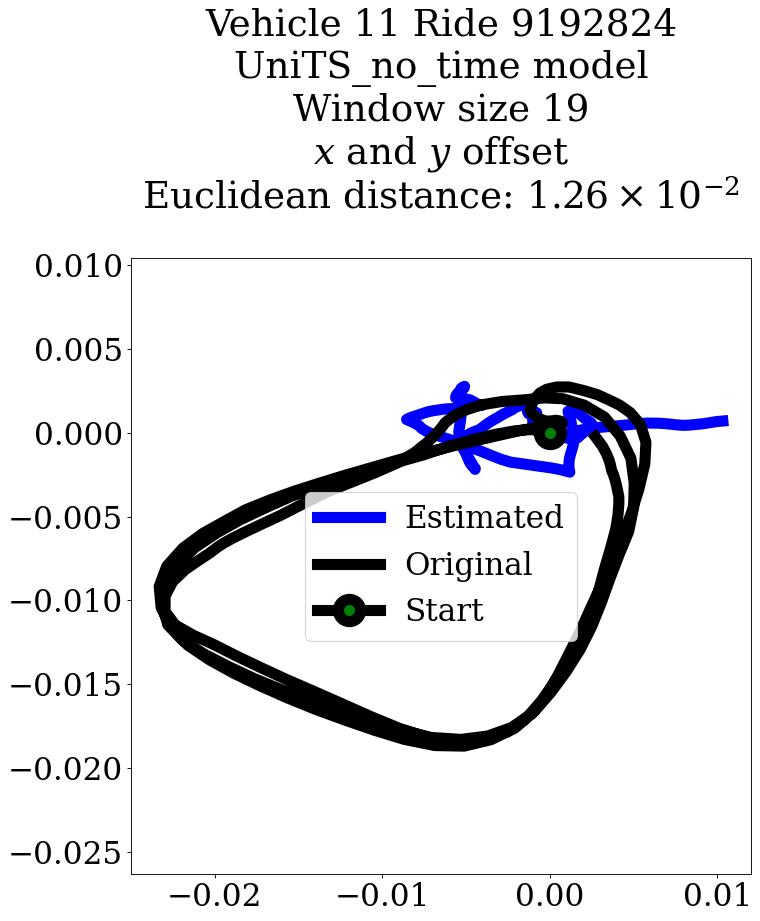 Vehicle 11 Ride 9192824
UniTS_no_time model
Window size 19
x and y offset
Euclidean distance: 1.26 × 10⁻²
0.010
0.005
0.000
−0.005
−0.010
−0.015
−0.020
−0.025
Estimated
Original
Start
−0.02
−0.01
0.00
0.01